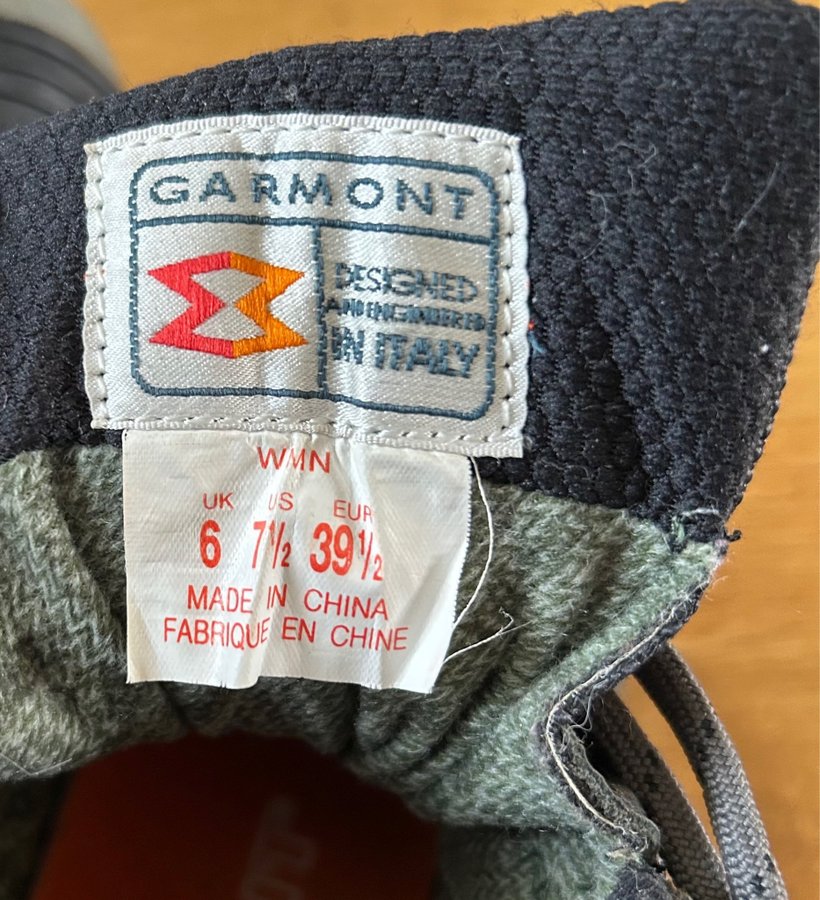 GARMONT
DESIGNED
AND ENGINEERED
IN ITALY
WMN
UK US EUR
6 7½ 39½
MADE IN CHINA
FABRIQUE EN CHINE